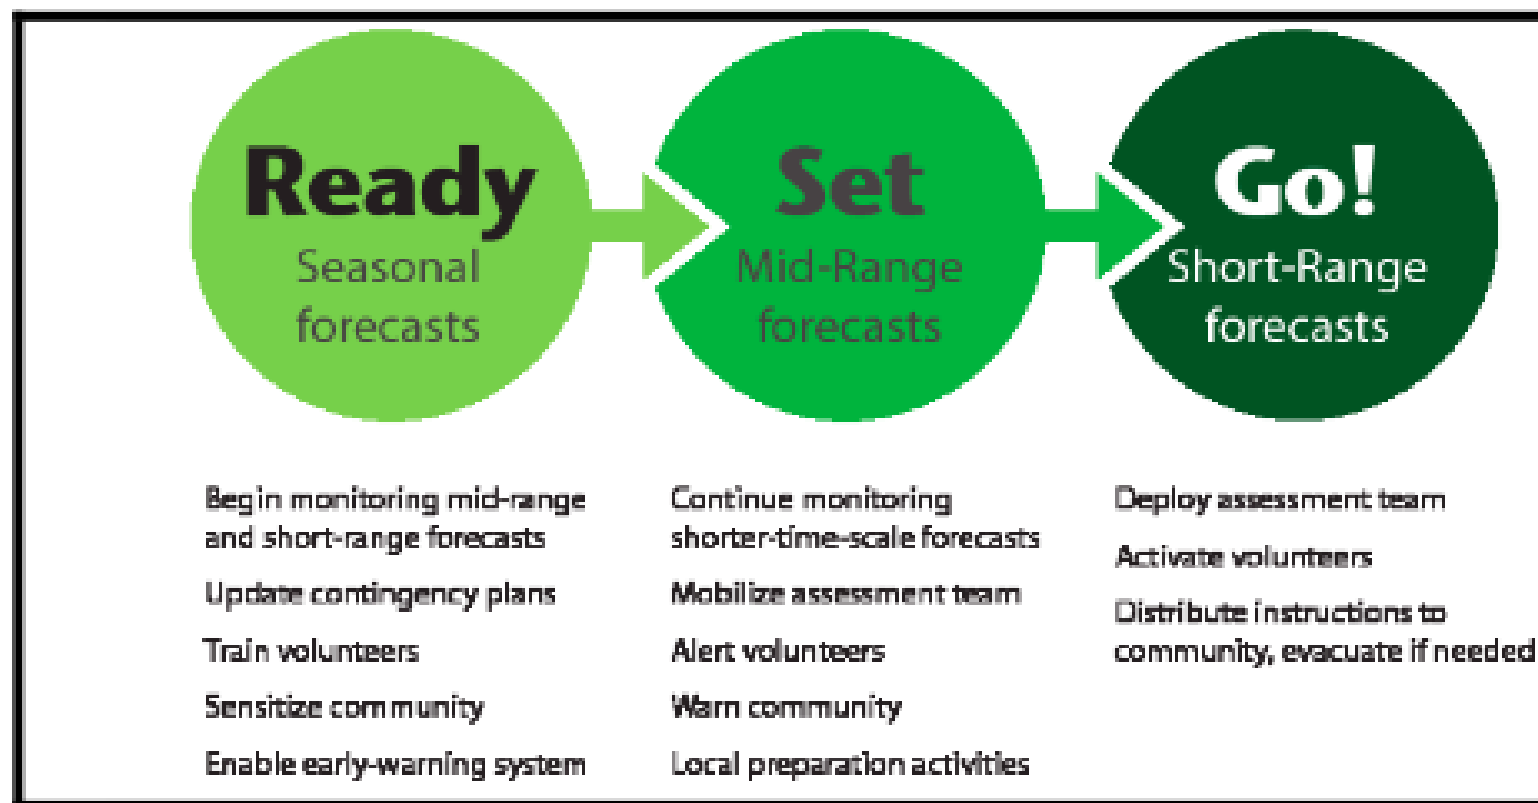 Ready
Seasonal
forecasts
Set
Mid-Range
forecasts
Go!
Short-Range
forecasts
Begin monitoring mid-range
and short-range forecasts
Update contingency plans
Train volunteers
Sensitize community
Enable early-warning system
Continue monitoring
shorter-time-scale forecasts
Mobilize assessment team
Alert volunteers
Warn community
Local preparation activities
Deploy assessment team
Activate volunteers
Distribute instructions to
community, evacuate if needed